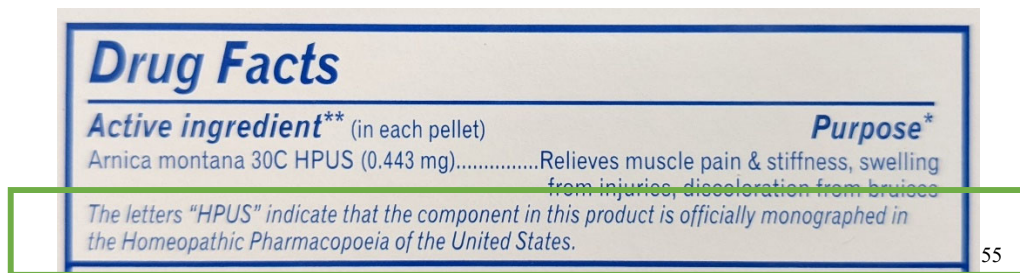 Drug Facts
Active ingredient** (in each pellet) Purpose*
Arnica montana 30C HPUS (0.443 mg)...............Relieves muscle pain & stiffness, swelling
from injuries, discoloration from bruises
The letters “HPUS” indicate that the component in this product is officially monographed in
the Homeopathic Pharmacopoeia of the United States.
55